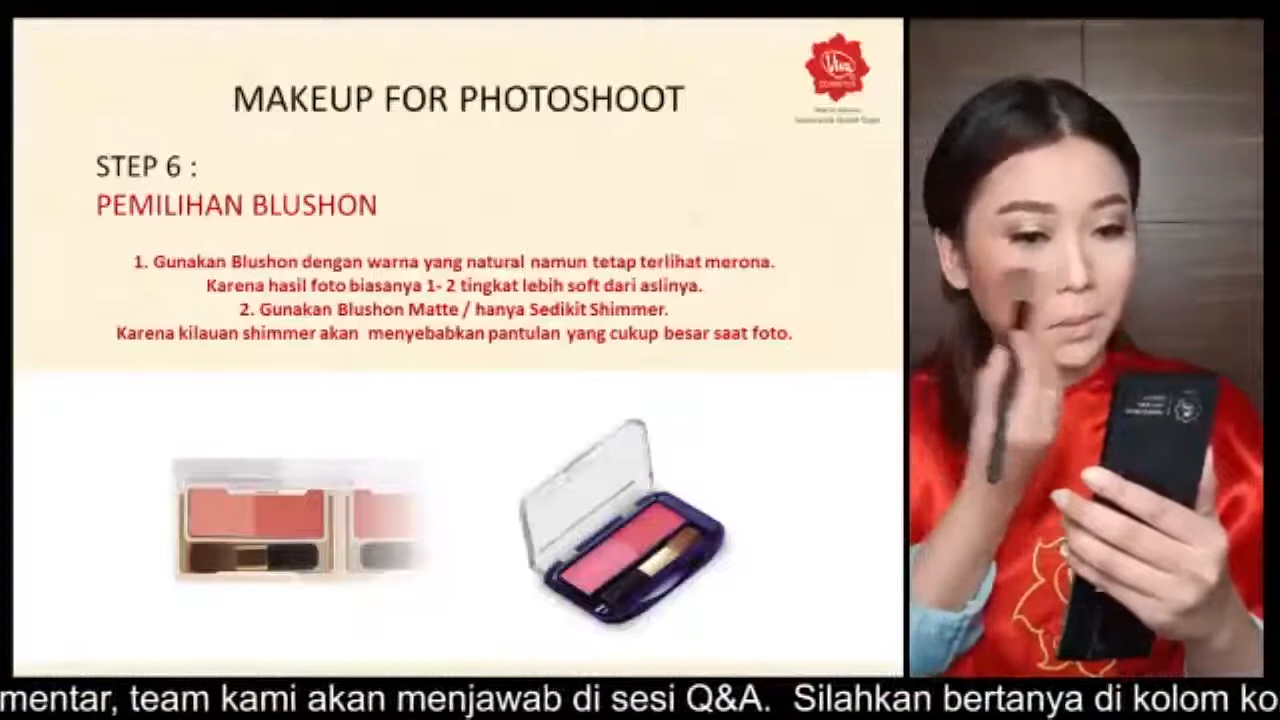 MAKEUP FOR PHOTOSHOOT
Viva
COSMETICS
STEP 6 :
PEMILIHAN BLUSHON
1. Gunakan Blushon dengan warna yang natural namun tetap terlihat merona.
Karena hasil foto biasanya 1- 2 tingkat lebih soft dari aslinya.
2. Gunakan Blushon Matte / hanya Sedikit Shimmer.
Karena kilauan shimmer akan menyebabkan pantulan yang cukup besar saat foto.
mentar, team kami akan menjawab di sesi Q&A. Silahkan bertanya di kolom ko